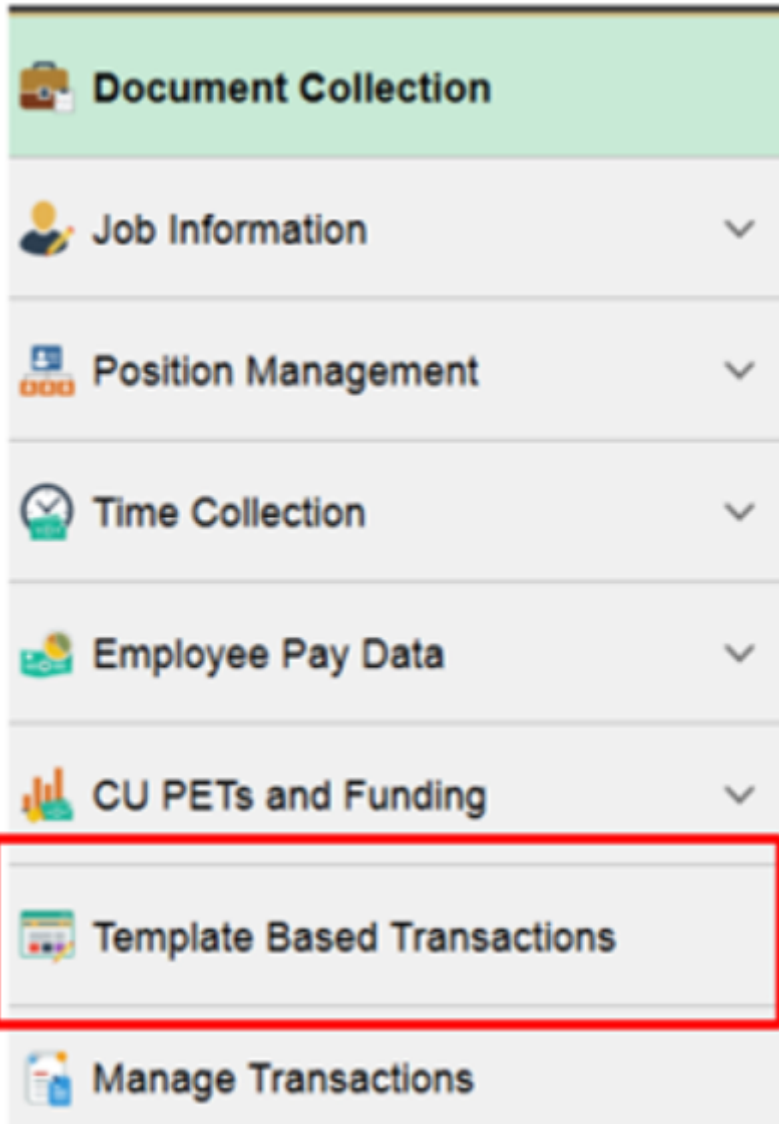 Document Collection
Job Information
Position Management
Time Collection
Employee Pay Data
CU PETs and Funding
Template Based Transactions
Manage Transactions